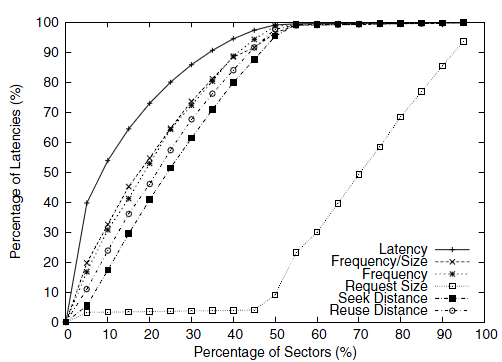 Percentage of Latencies (%)
100
90
80
70
60
50
40
30
20
10
0
Latency
Frequency/Size
Frequency
Request Size
Seek Distance
Reuse Distance
0 10 20 30 40 50 60 70 80 90 100
Percentage of Sectors (%)